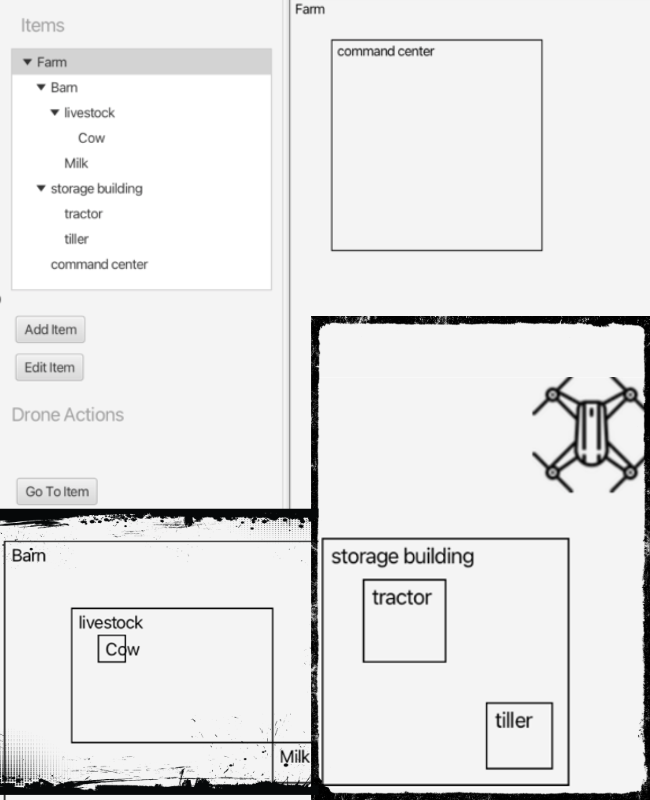 Items
Farm
Barn
livestock
Cow
Milk
storage building
tractor
tiller
command center
Add Item
Edit Item
Drone Actions
Go To Item
Farm
command center
Barn
livestock
Cow
Milk
storage building
tractor
tiller